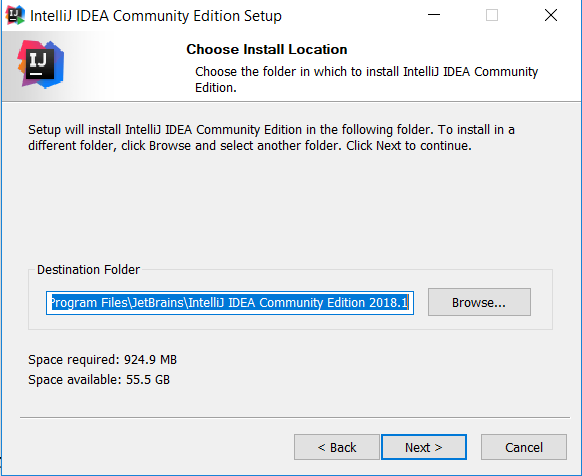 IntelliJ IDEA Community Edition Setup
IJ
Choose Install Location
Choose the folder in which to install IntelliJ IDEA Community
Edition.
Setup will install IntelliJ IDEA Community Edition in the following folder. To install in a
different folder, click Browse and select another folder. Click Next to continue.
Destination Folder
Program Files\JetBrains\IntelliJ IDEA Community Edition 2018.1
Browse...
Space required: 924.9 MB
Space available: 55.5 GB
< Back
Next >
Cancel